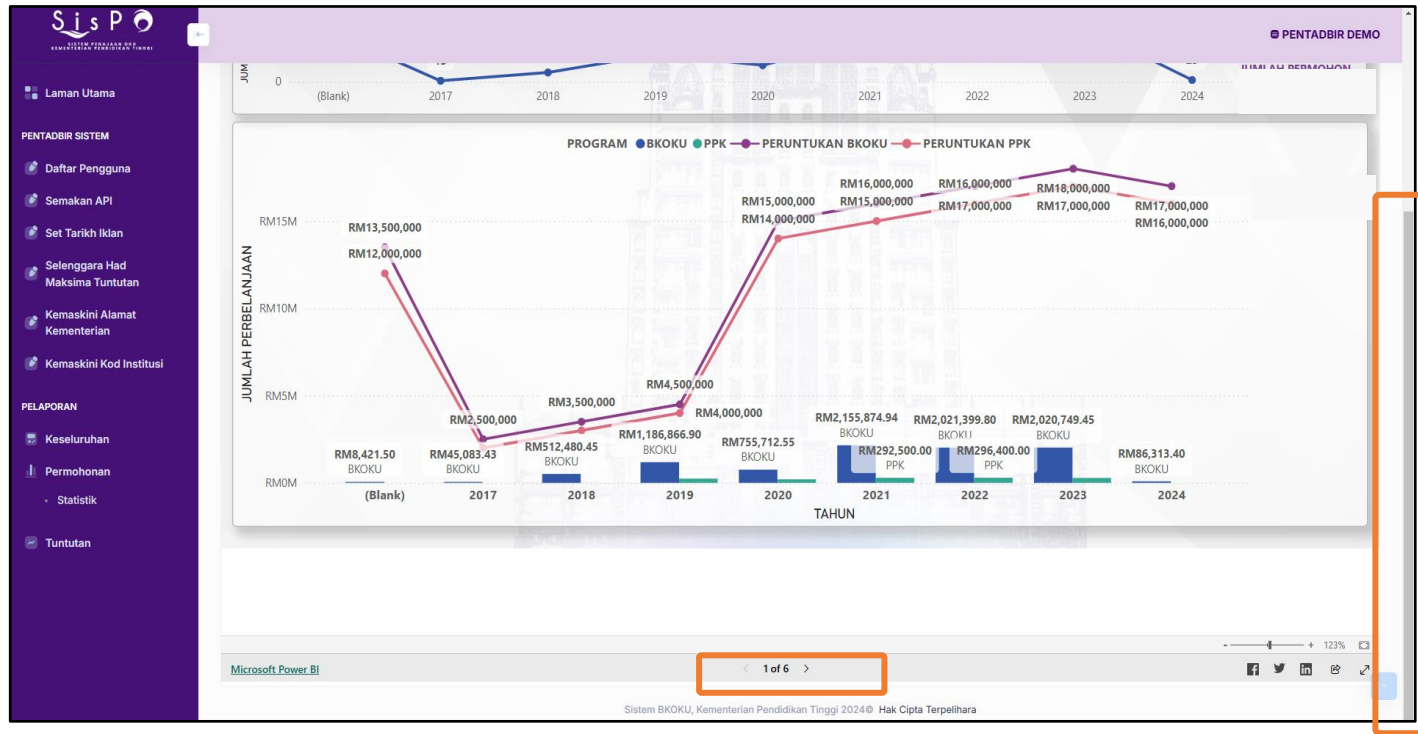 SisPO
SISTEM PENAJAAN OKU
KEMENTERIAN PENDIDIKAN TINGGI
PENTADBIR DEMO
Laman Utama
PENTADBIR SISTEM
Daftar Pengguna
Semakan API
Set Tarikh Iklan
Selenggara Had
Maksima Tuntutan
Kemaskini Alamat
Kementerian
Kemaskini Kod Institusi
PELAPORAN
Keseluruhan
Permohonan
Statistik
Tuntutan
JUM
0
(Blank) 2017 2018 2019 2020 2021 2022 2023 2024
JUMLAH PERMOHON
PROGRAM BKOKU PPK PERUNTUKAN BKOKU PERUNTUKAN PPK
JUMLAH PERBELANJAAN
RM15M
RM10M
RM5M
RM0M
RM13,500,000
RM12,000,000
RM2,500,000
RM3,500,000
RM4,500,000
RM4,000,000
RM15,000,000
RM14,000,000
RM16,000,000
RM15,000,000
RM16,000,000
RM17,000,000
RM18,000,000
RM17,000,000
RM17,000,000
RM16,000,000
RM8,421.50
BKOKU
RM45,083.43
BKOKU
RM512,480.45
BKOKU
RM1,186,866.90
BKOKU
RM755,712.55
BKOKU
RM2,155,874.94
BKOKU
RM292,500.00
PPK
RM2,021,399.80
BKOKU
RM296,400.00
PPK
RM2,020,749.45
BKOKU
RM86,313.40
BKOKU
(Blank) 2017 2018 2019 2020 2021 2022 2023 2024
TAHUN
- + 123%
Microsoft Power BI
< 1 of 6 >
Sistem BKOKU, Kementerian Pendidikan Tinggi 2024© Hak Cipta Terpelihara